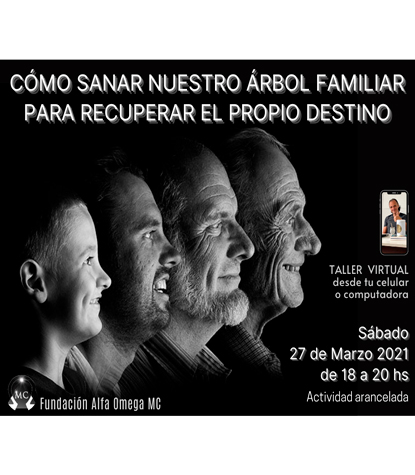 CÓMO SANAR NUESTRO ÁRBOL FAMILIAR
PARA RECUPERAR EL PROPIO DESTINO
TALLER VIRTUAL
desde tu celular
o computadora
Sábado
27 de Marzo 2021
de 18 a 20 hs
Actividad arancelada
MC
Fundación Alfa Omega MC